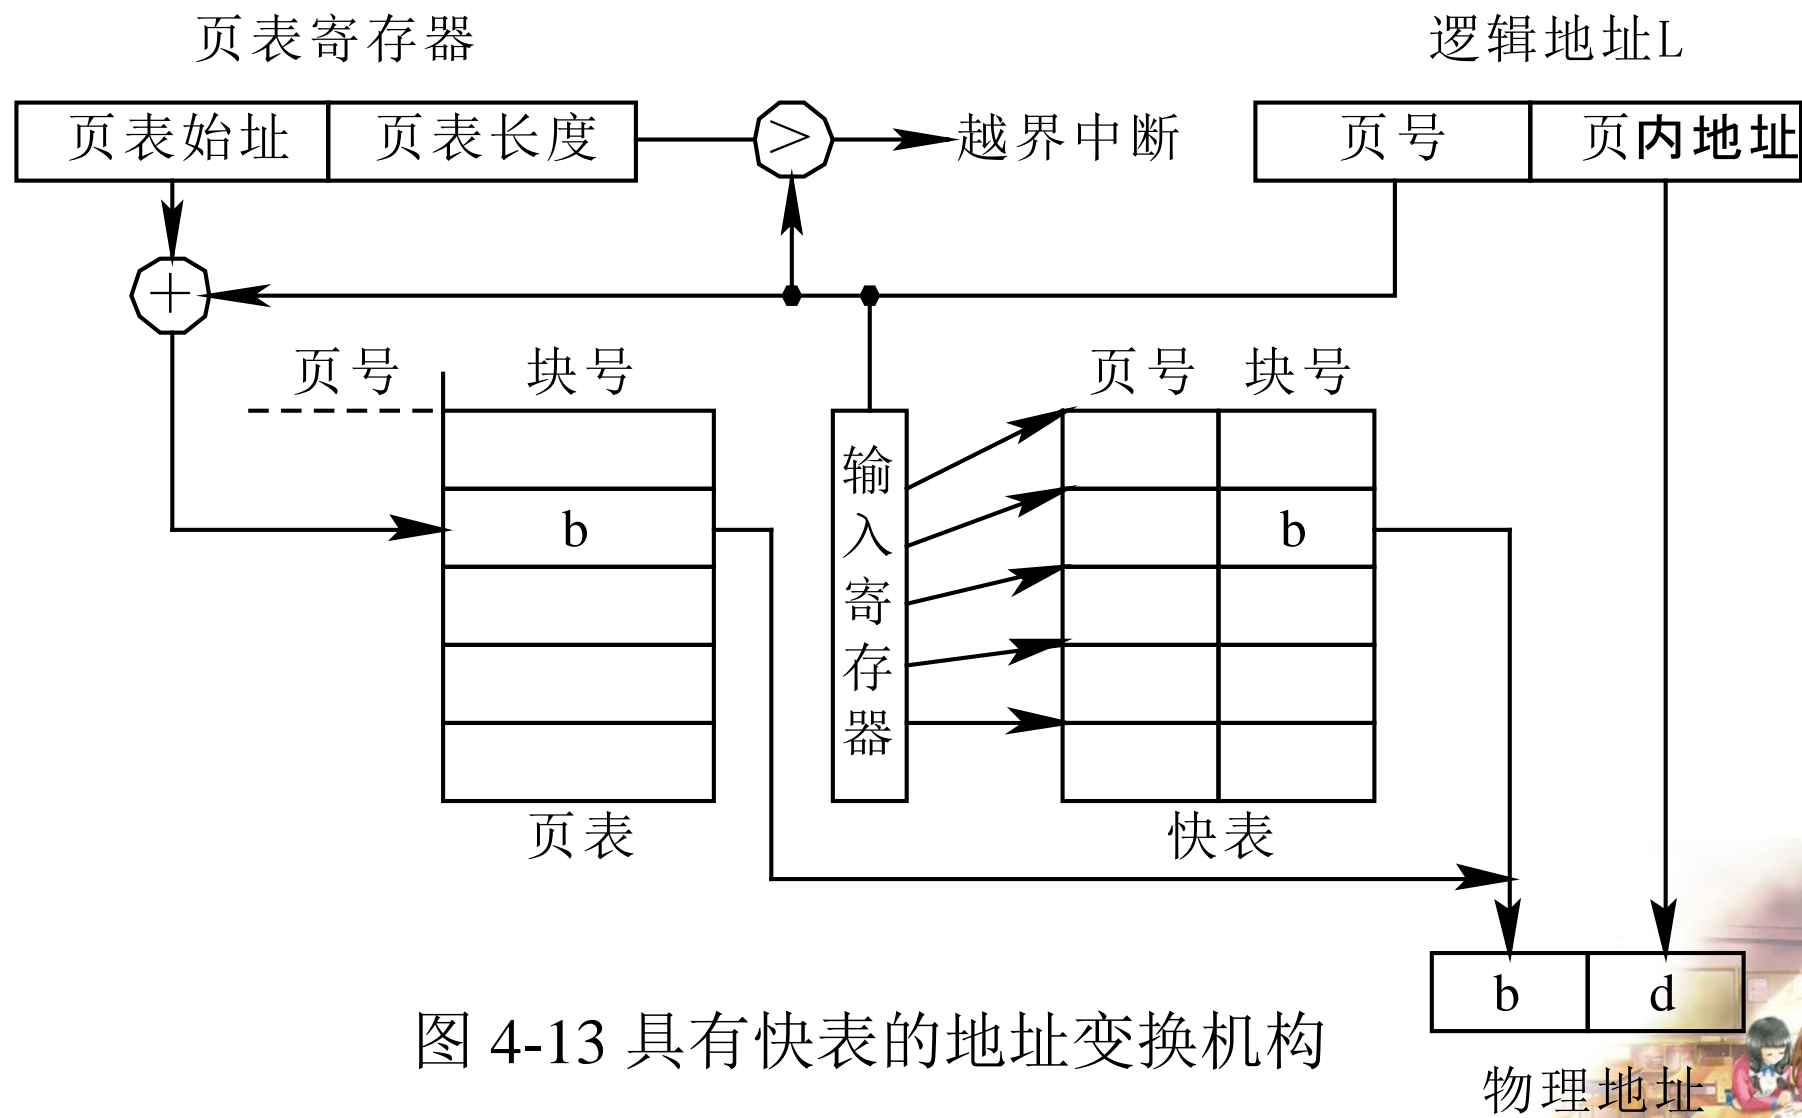 页表寄存器
逻辑地址L
页表始址
页表长度
>
越界中断
页号
页内地址
+
页号
块号
页号
块号
b
b
输入寄存器
页表
快表
b
d
图 4-13 具有快表的地址变换机构
物理地址